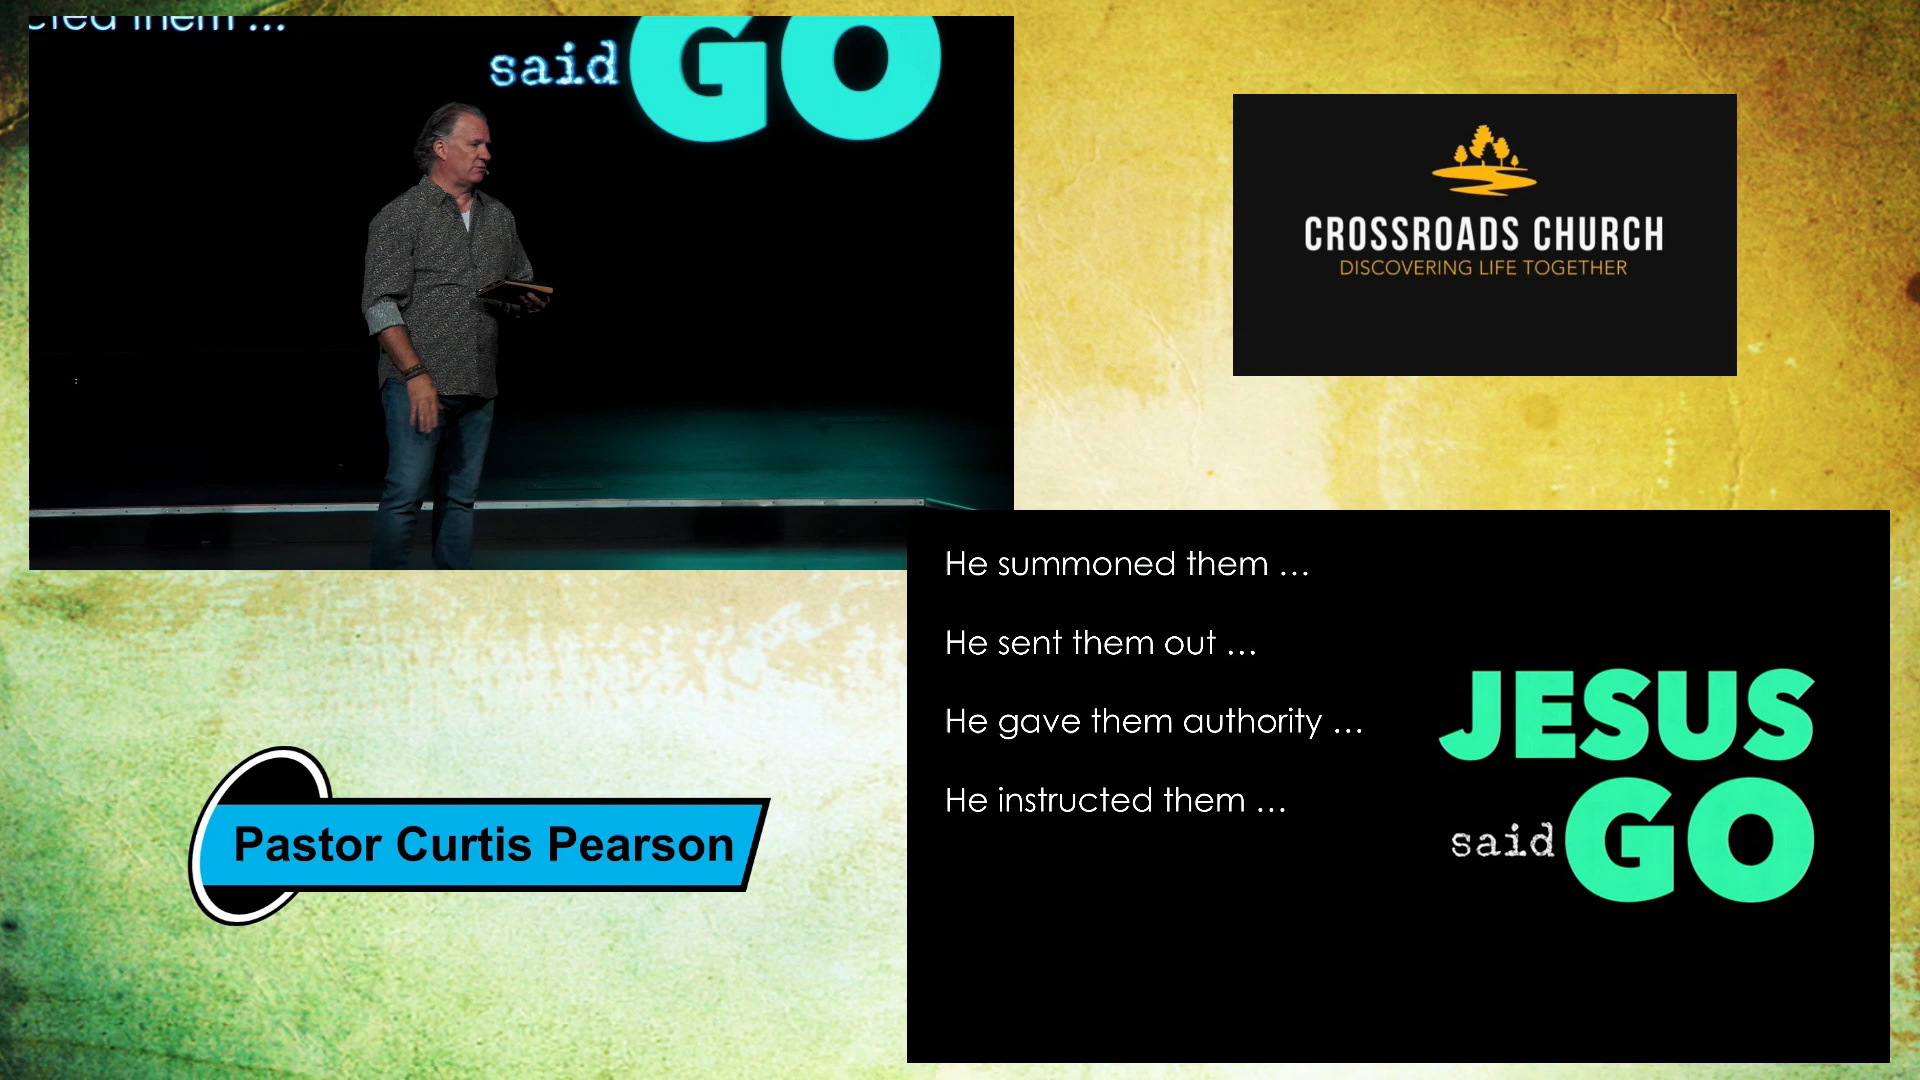 them ...
said GO
CROSSROADS CHURCH
DISCOVERING LIFE TOGETHER
He summoned them ...
He sent them out ...
He gave them authority ...
He instructed them ...
JESUS
said GO
Pastor Curtis Pearson